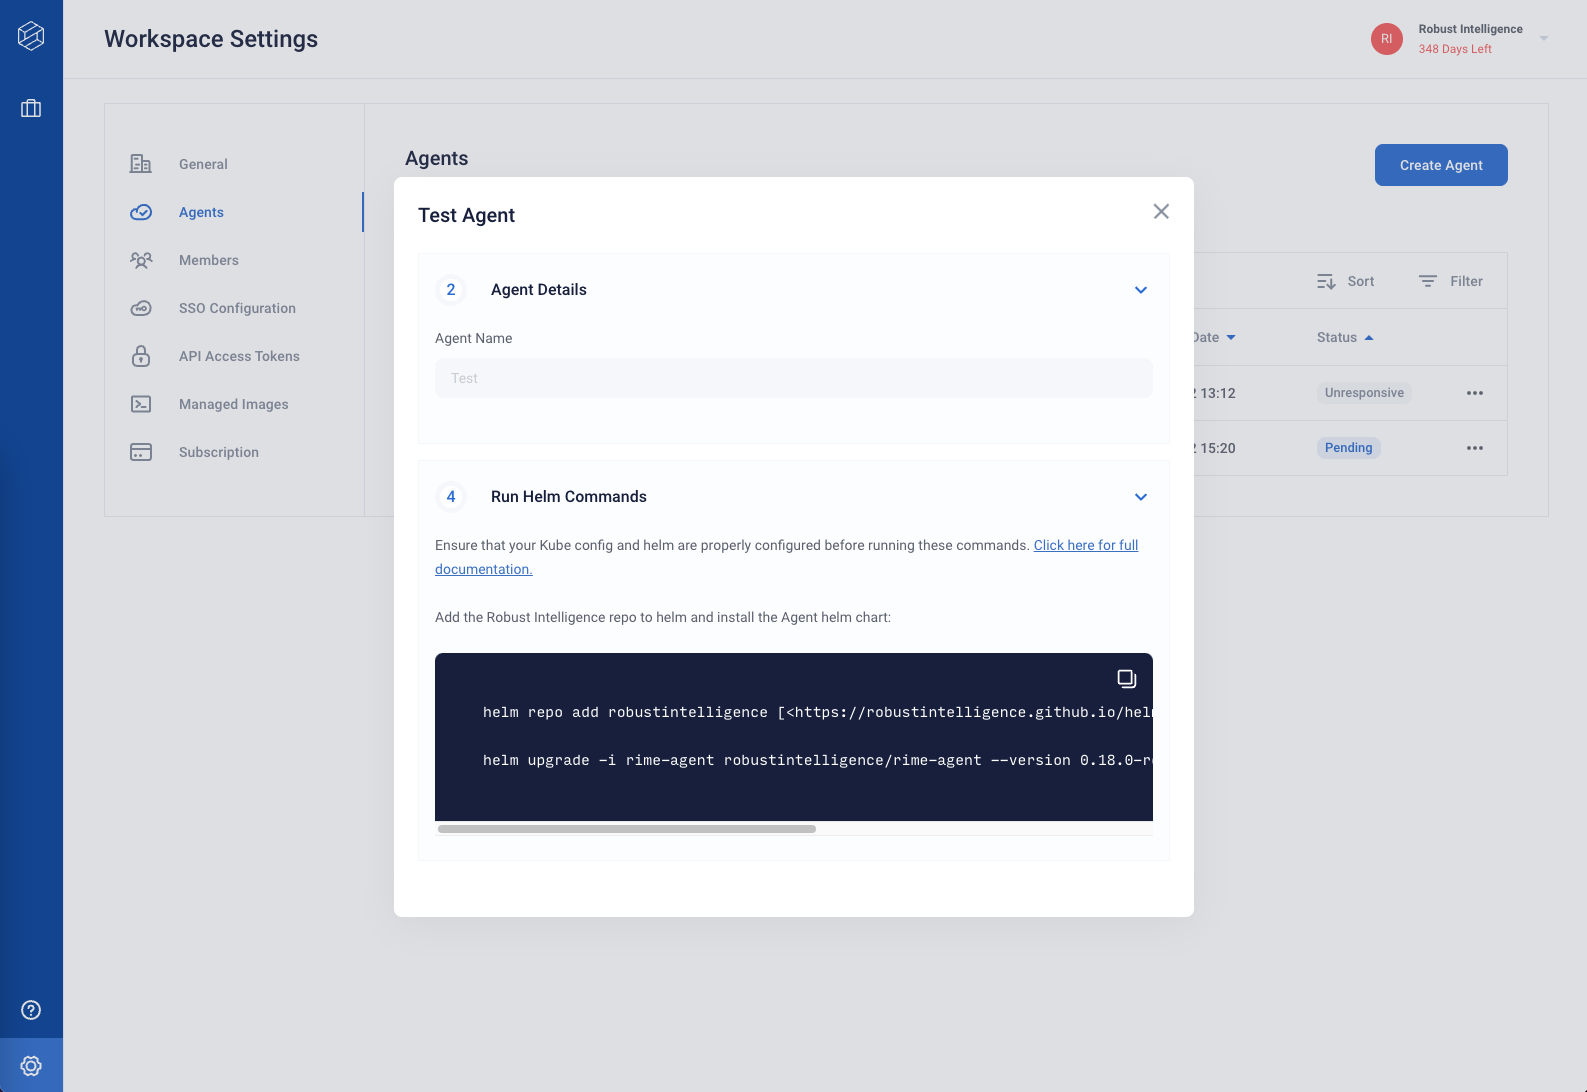 Workspace Settings
RI
Robust Intelligence
348 Days Left
General
Agents
Members
SSO Configuration
API Access Tokens
Managed Images
Subscription
Agents
Create Agent
Sort
Filter
Date
Status
2 13:12
Unresponsive
2 15:20
Pending
Test Agent
2
Agent Details
Agent Name
Test
4
Run Helm Commands
Ensure that your Kube config and helm are properly configured before running these commands. Click here for full
documentation.
Add the Robust Intelligence repo to helm and install the Agent helm chart:
helm repo add robustintelligence [<https://robustintelligence.github.io/helm
helm upgrade -i rime-agent robustintelligence/rime-agent --version 0.18.0-r